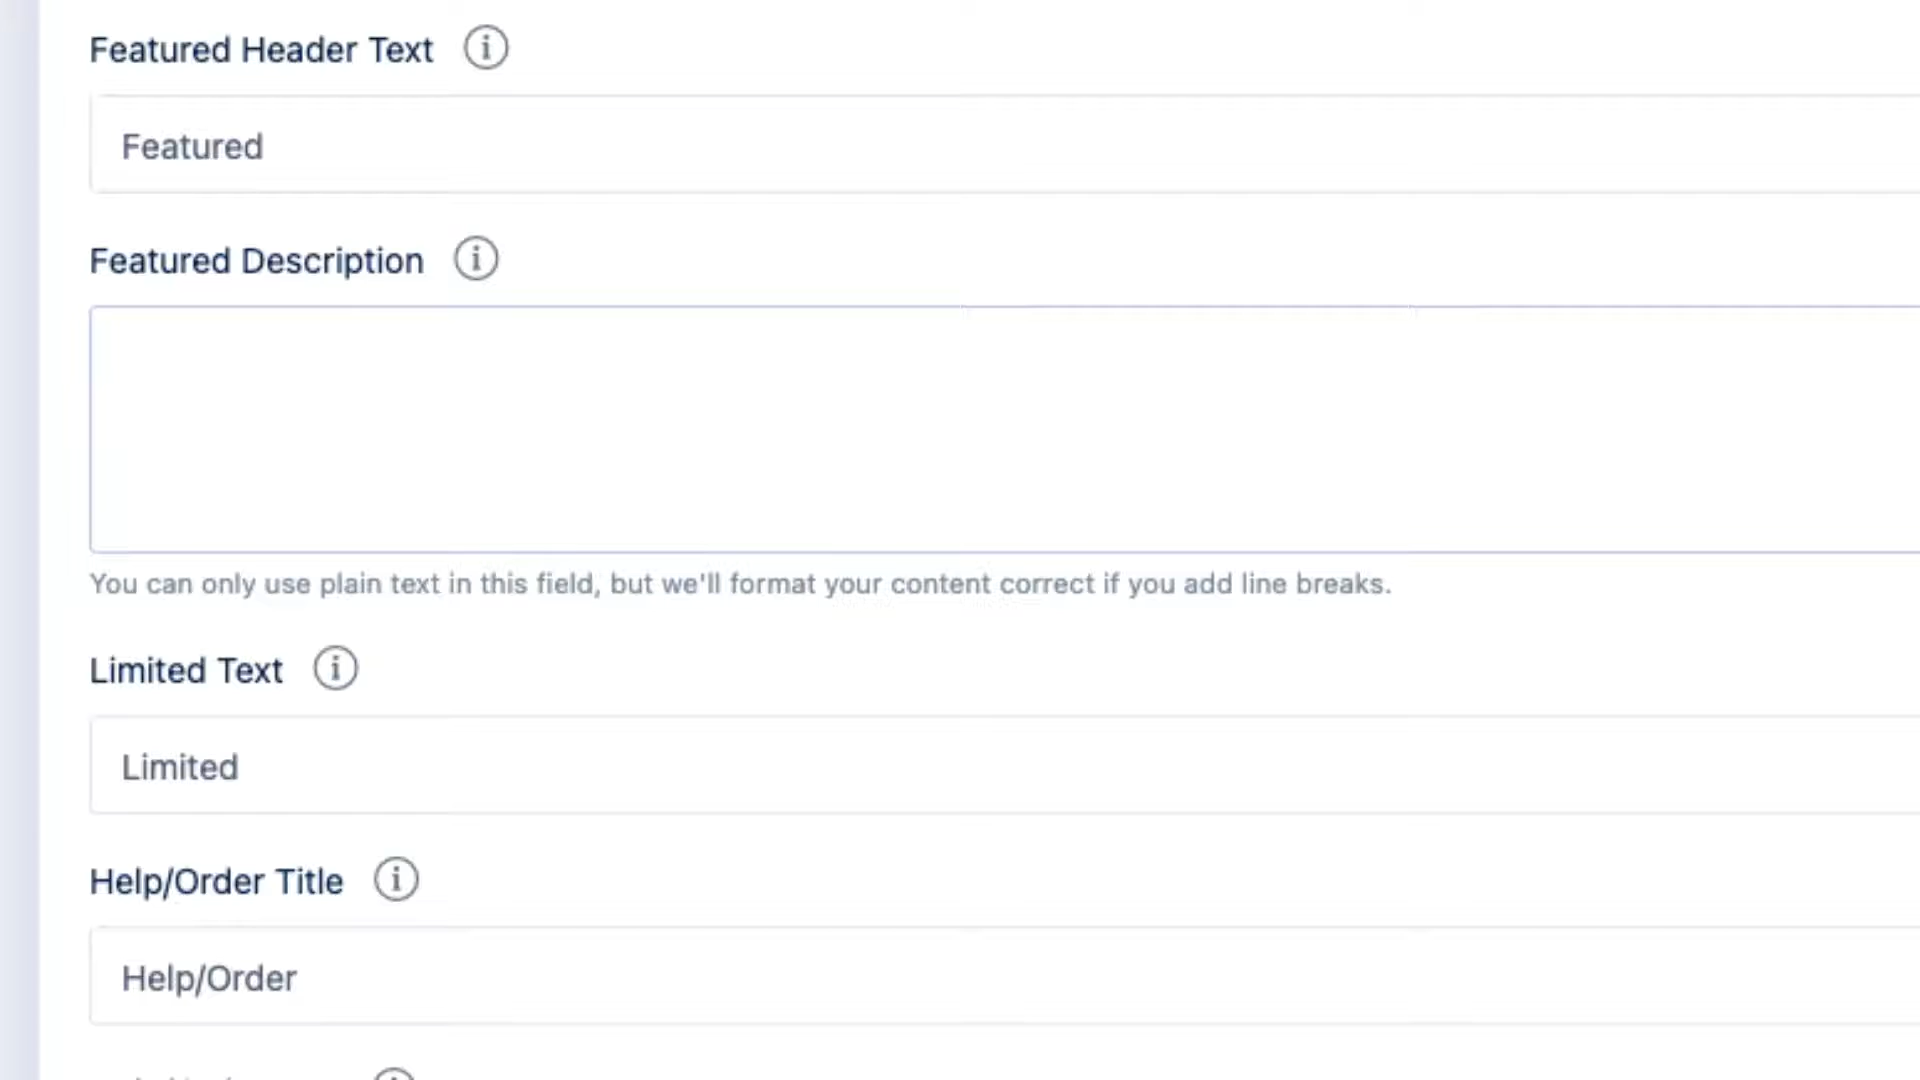 Featured Header Text
Featured
Featured Description
You can only use plain text in this field, but we'll format your content correct if you add line breaks.
Limited Text
Limited
Help/Order Title
Help/Order